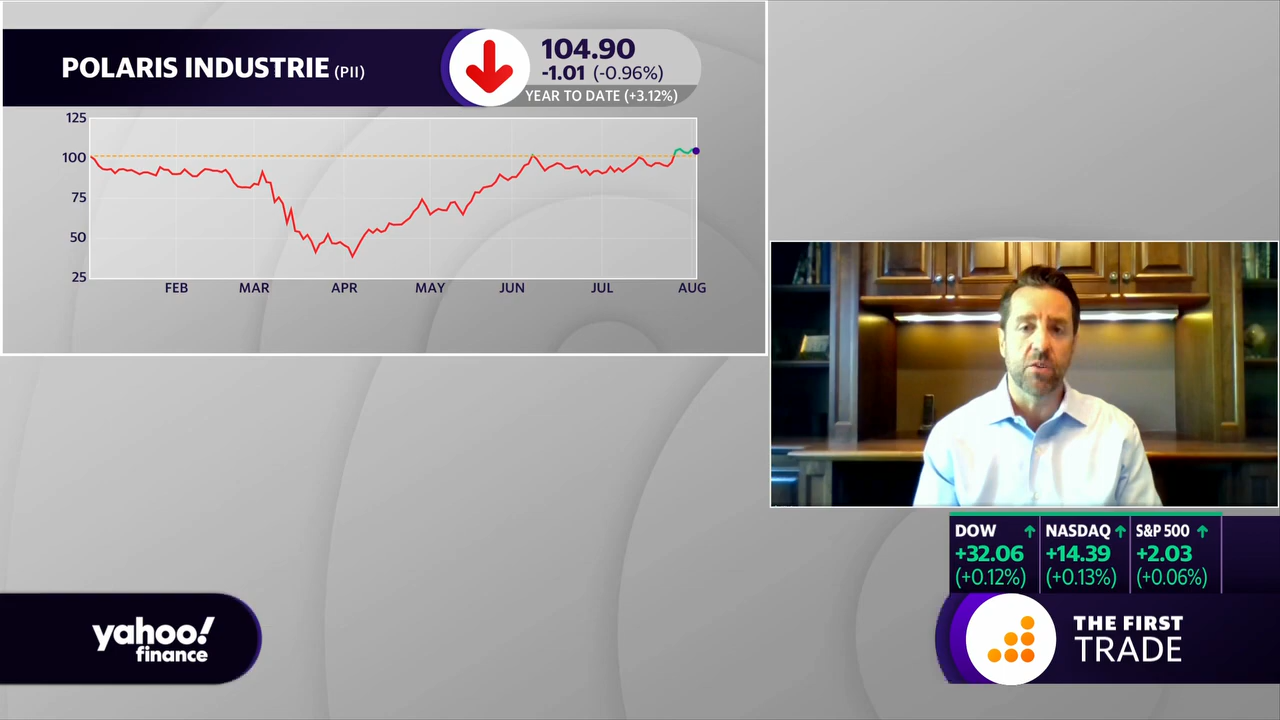 POLARIS INDUSTRIE (PII)
104.90
-1.01 (-0.96%)
YEAR TO DATE (+3.12%)
125
100
75
50
25
FEB MAR APR MAY JUN JUL AUG
DOW NASDAQ S&P 500
+32.06 +14.39 +2.03
(+0.12%) (+0.13%) (+0.06%)
yahoo!
finance
THE FIRST
TRADE